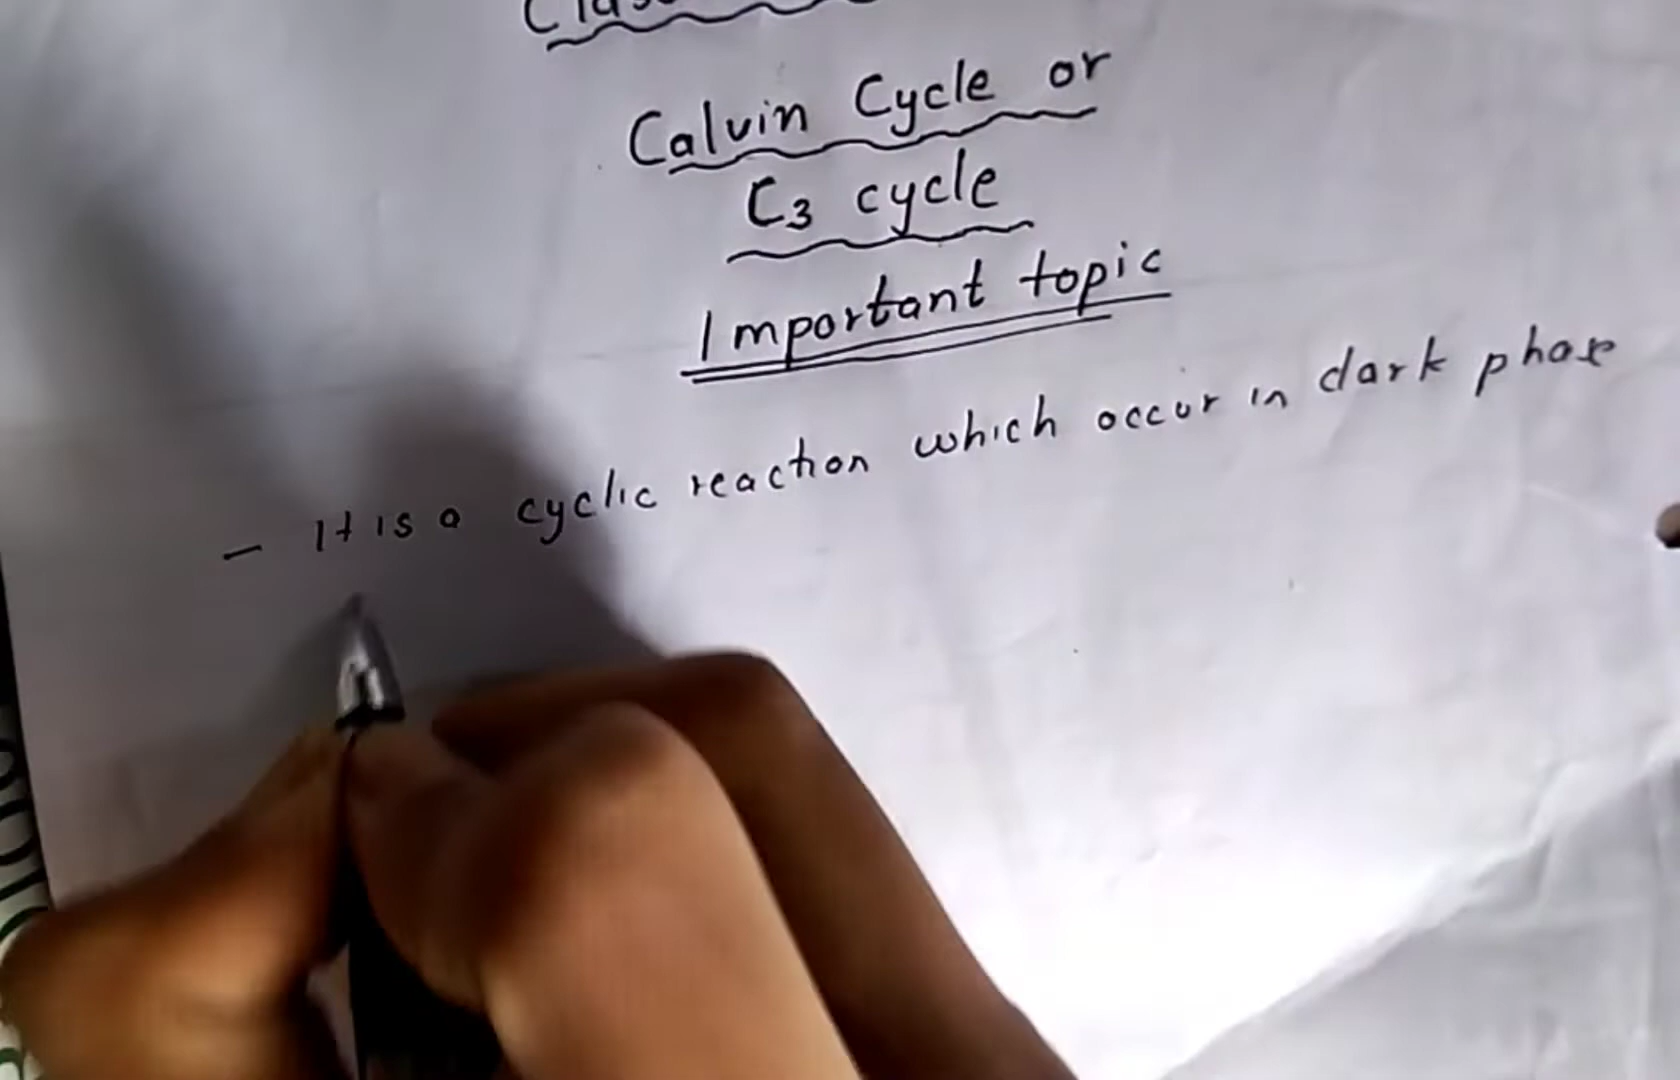 Calvin Cycle or
C3 cycle
Important topic
- It is a cyclic reaction which occur in dark phase